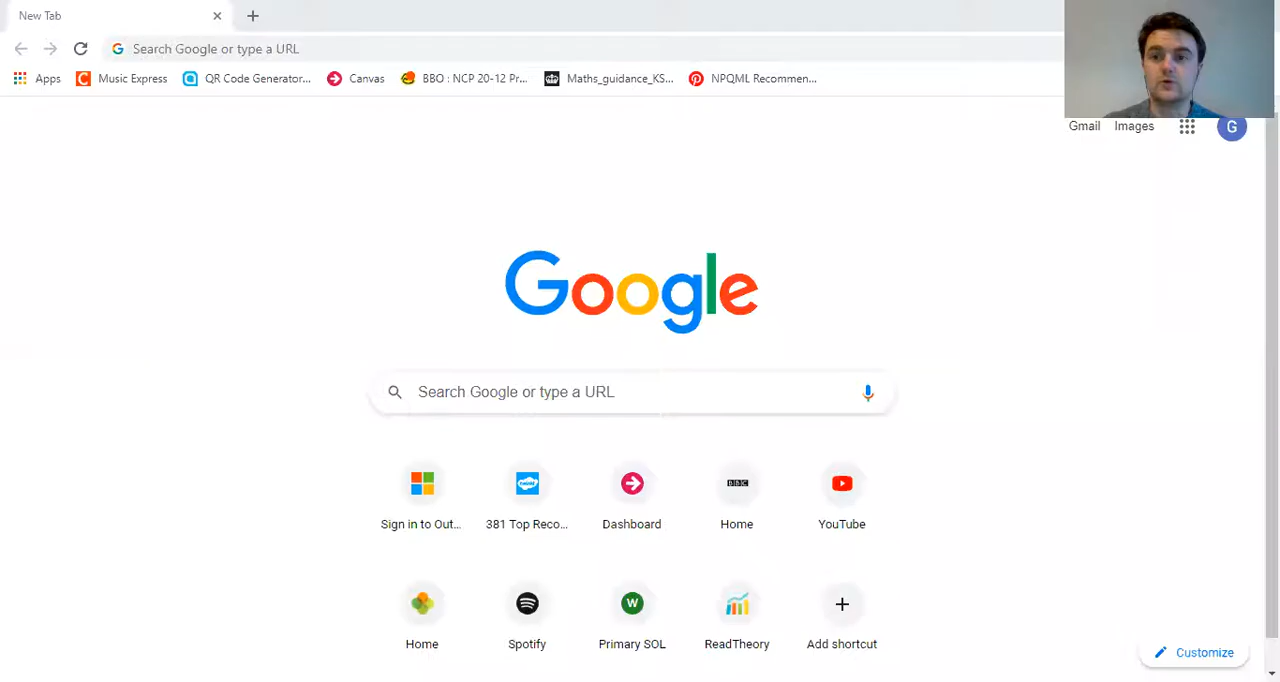 New Tab
Search Google or type a URL
Apps Music Express QR Code Generator... Canvas BBO : NCP 20-12 Pr... Maths_guidance_KS... NPQML Recommen...
Gmail Images G
Google
Search Google or type a URL
BBC
Sign in to Out... 381 Top Reco... Dashboard Home YouTube
W
Home Spotify Primary SOL ReadTheory Add shortcut
Customize